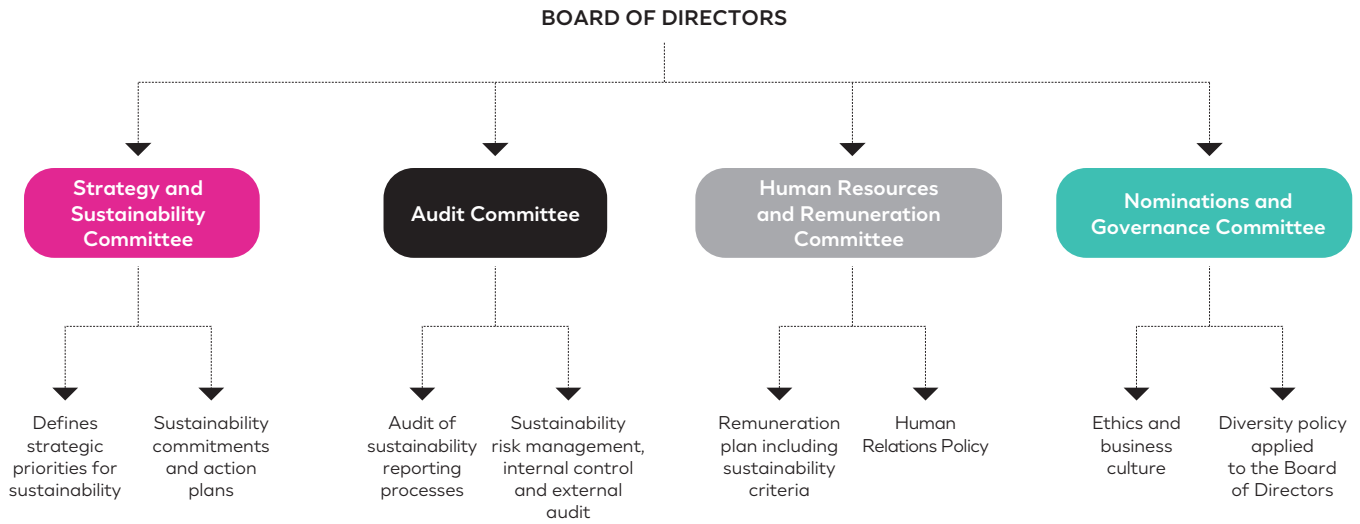 BOARD OF DIRECTORS
Strategy and
Sustainability
Committee
Audit Committee
Human Resources
and Remuneration
Committee
Nominations and
Governance Committee
Defines
strategic
priorities for
sustainability
Sustainability
commitments
and action
plans
Audit of
sustainability
reporting
processes
Sustainability
risk management,
internal control
and external
audit
Remuneration
plan including
sustainability
criteria
Human
Relations Policy
Ethics and
business
culture
Diversity policy
applied
to the Board
of Directors